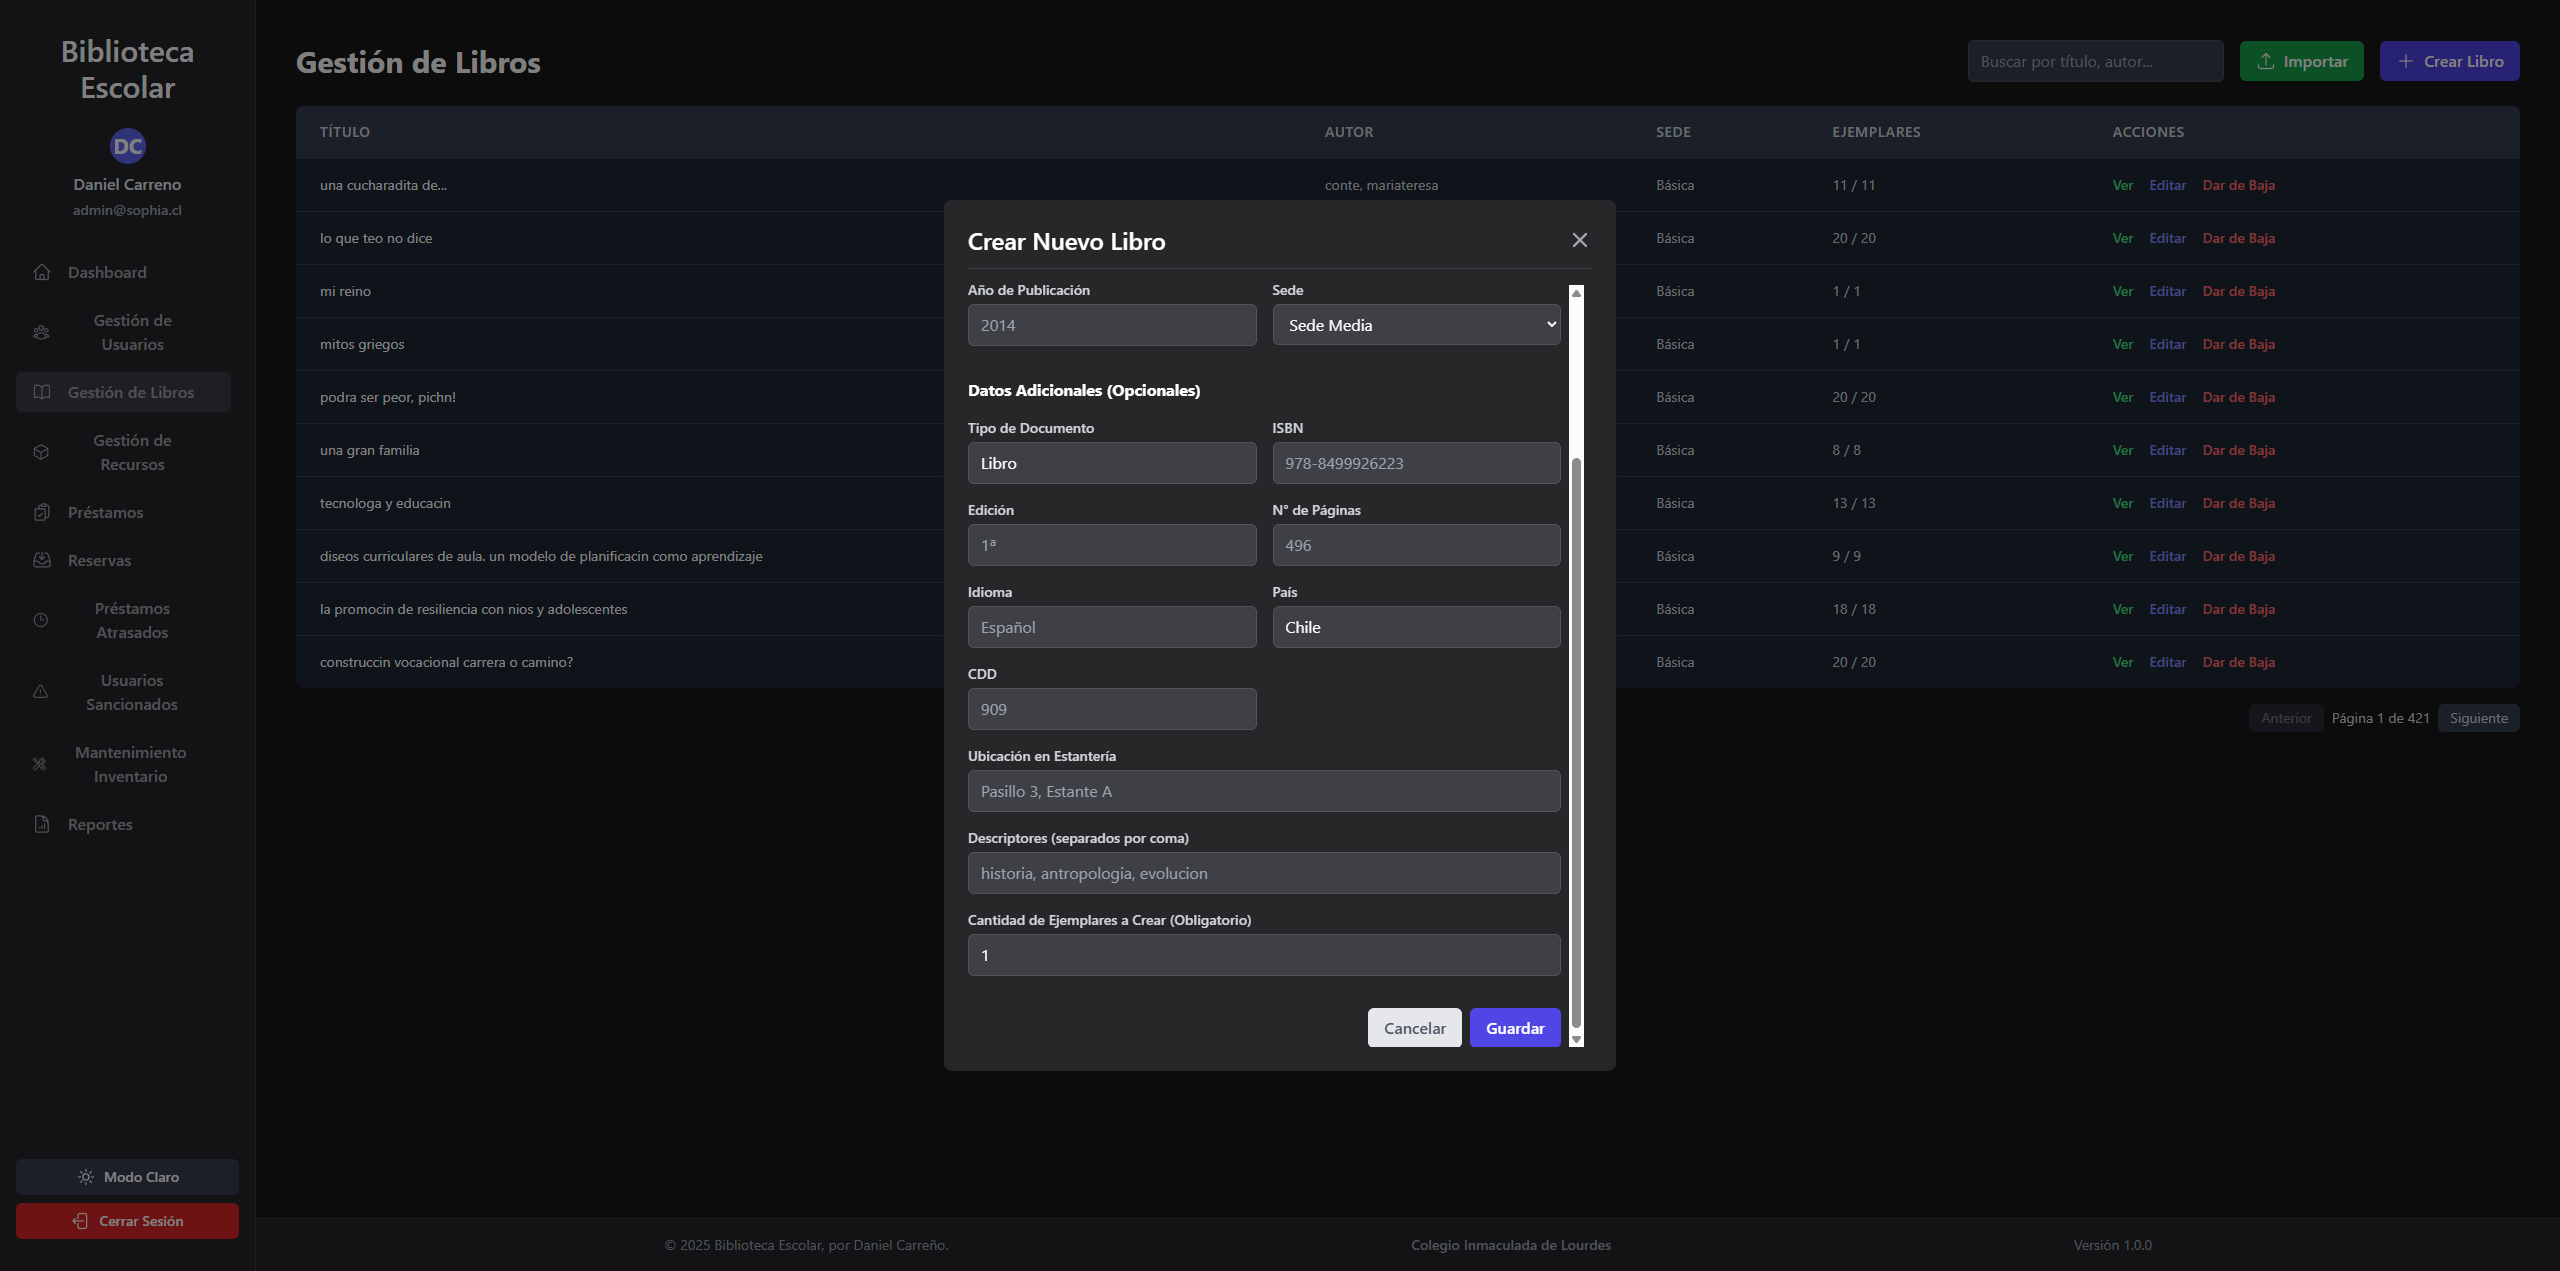 Biblioteca
Escolar
DC
Daniel Carreno
admin@sophia.cl
Dashboard
Gestión de
Usuarios
Gestión de Libros
Gestión de
Recursos
Préstamos
Reservas
Préstamos
Atrasados
Usuarios
Sancionados
Mantenimiento
Inventario
Reportes
Modo Claro
Cerrar Sesión
Gestión de Libros
Buscar por título, autor...
Importar
Crear Libro
TÍTULO AUTOR SEDE EJEMPLARES ACCIONES
una cucharadita de... conte, mariateresa Básica 11 / 11 Ver Editar Dar de Baja
lo que teo no dice Básica 20 / 20 Ver Editar Dar de Baja
mi reino Básica 1 / 1 Ver Editar Dar de Baja
mitos griegos Básica 1 / 1 Ver Editar Dar de Baja
podra ser peor, pichn! Básica 20 / 20 Ver Editar Dar de Baja
una gran familia Básica 8 / 8 Ver Editar Dar de Baja
tecnologa y educacin Básica 13 / 13 Ver Editar Dar de Baja
diseos curriculares de aula. un modelo de planificacin como aprendizaje Básica 9 / 9 Ver Editar Dar de Baja
la promocin de resiliencia con nios y adolescentes Básica 18 / 18 Ver Editar Dar de Baja
construccin vocacional carrera o camino? Básica 20 / 20 Ver Editar Dar de Baja
Anterior Página 1 de 421 Siguiente
Crear Nuevo Libro
Año de Publicación Sede
2014 Sede Media
Datos Adicionales (Opcionales)
Tipo de Documento ISBN
Libro 978-8499926223
Edición N° de Páginas
1ª 496
Idioma País
Español Chile
CDD
909
Ubicación en Estantería
Pasillo 3, Estante A
Descriptores (separados por coma)
historia, antropologia, evolucion
Cantidad de Ejemplares a Crear (Obligatorio)
1
Cancelar Guardar
© 2025 Biblioteca Escolar, por Daniel Carreño. Colegio Inmaculada de Lourdes Versión 1.0.0